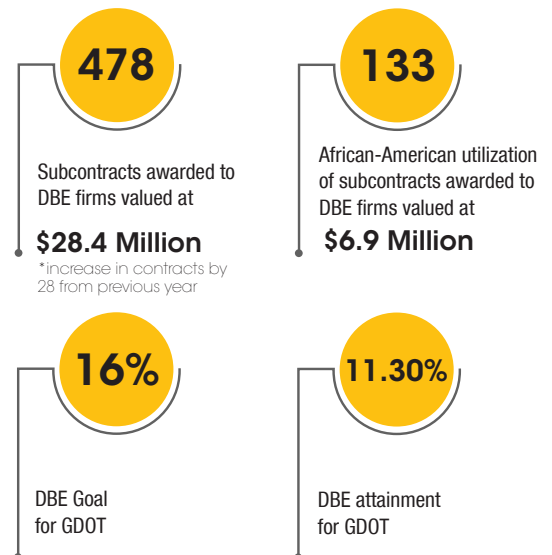 478
Subcontracts awarded to
DBE firms valued at
$28.4 Million
*increase in contracts by
28 from previous year
133
African-American utilization
of subcontracts awarded to
DBE firms valued at
$6.9 Million
16%
DBE Goal
for GDOT
11.30%
DBE attainment
for GDOT